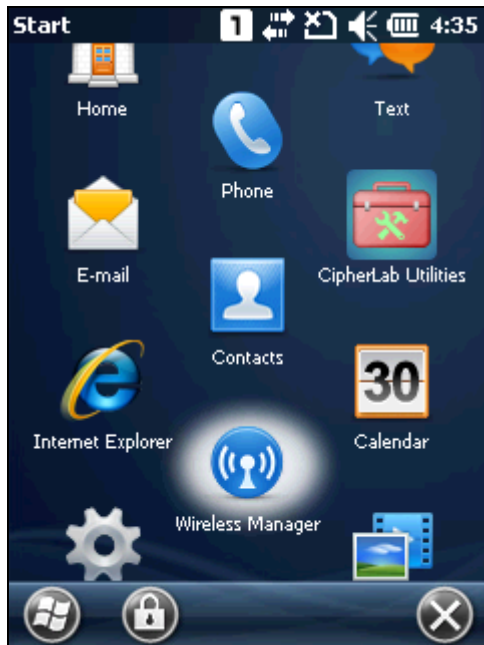 Start 1 4:35
Home
Text
Phone
E-mail
CipherLab Utilities
Contacts
30
Internet Explorer
Calendar
Wireless Manager